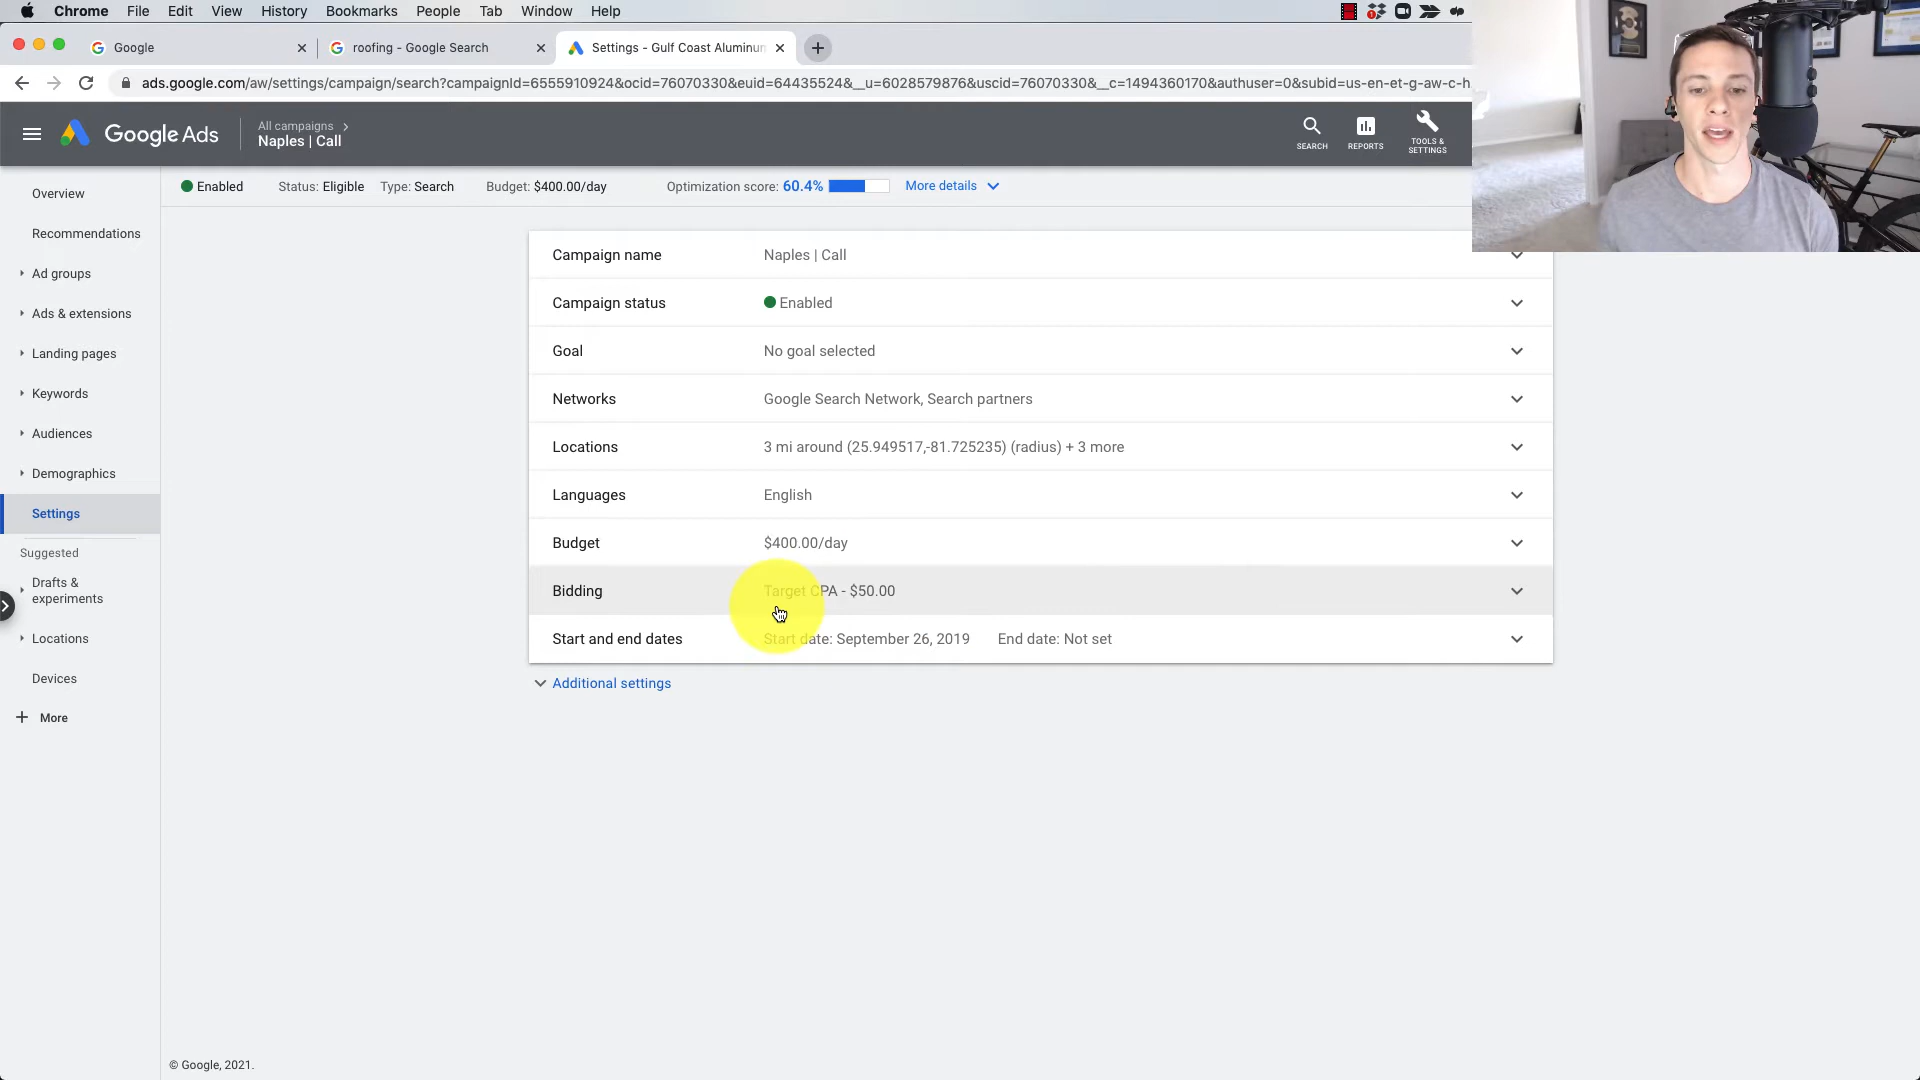 Chrome File Edit View History Bookmarks People Tab Window Help
Google
roofing - Google Search
Settings - Gulf Coast Aluminum
ads.google.com/aw/settings/campaign/search?campaignId=6555910924&ocid=76070330&euid=64435524&__u=6028579876&uscid=76070330&__c=1494360170&authuser=0&subid=us-en-et-g-aw-c-h
Google Ads
All campaigns
Naples | Call
SEARCH
REPORTS
TOOLS &
SETTINGS
Enabled Status: Eligible Type: Search Budget: $400.00/day Optimization score: 60.4% More details
Overview
Recommendations
Ad groups
Ads & extensions
Landing pages
Keywords
Audiences
Demographics
Settings
Suggested
Drafts &
experiments
Locations
Devices
More
Campaign name Naples | Call
Campaign status Enabled
Goal No goal selected
Networks Google Search Network, Search partners
Locations 3 mi around (25.949517,-81.725235) (radius) + 3 more
Languages English
Budget $400.00/day
Bidding Target CPA - $50.00
Start and end dates Start date: September 26, 2019 End date: Not set
Additional settings
© Google, 2021.